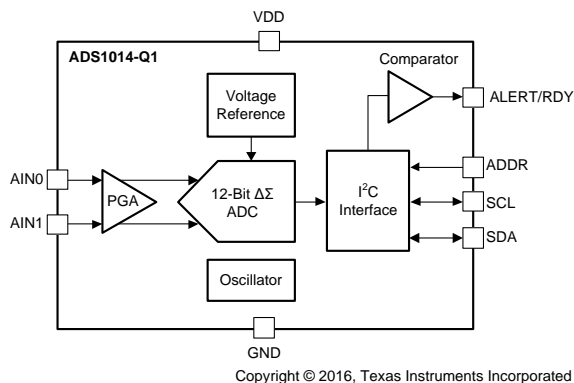 VDD
ADS1014-Q1
Comparator
Voltage
Reference
ALERT/RDY
ADDR
AIN0
PGA
12-Bit ΔΣ
ADC
I²C
Interface
SCL
AIN1
SDA
Oscillator
GND
Copyright © 2016, Texas Instruments Incorporated